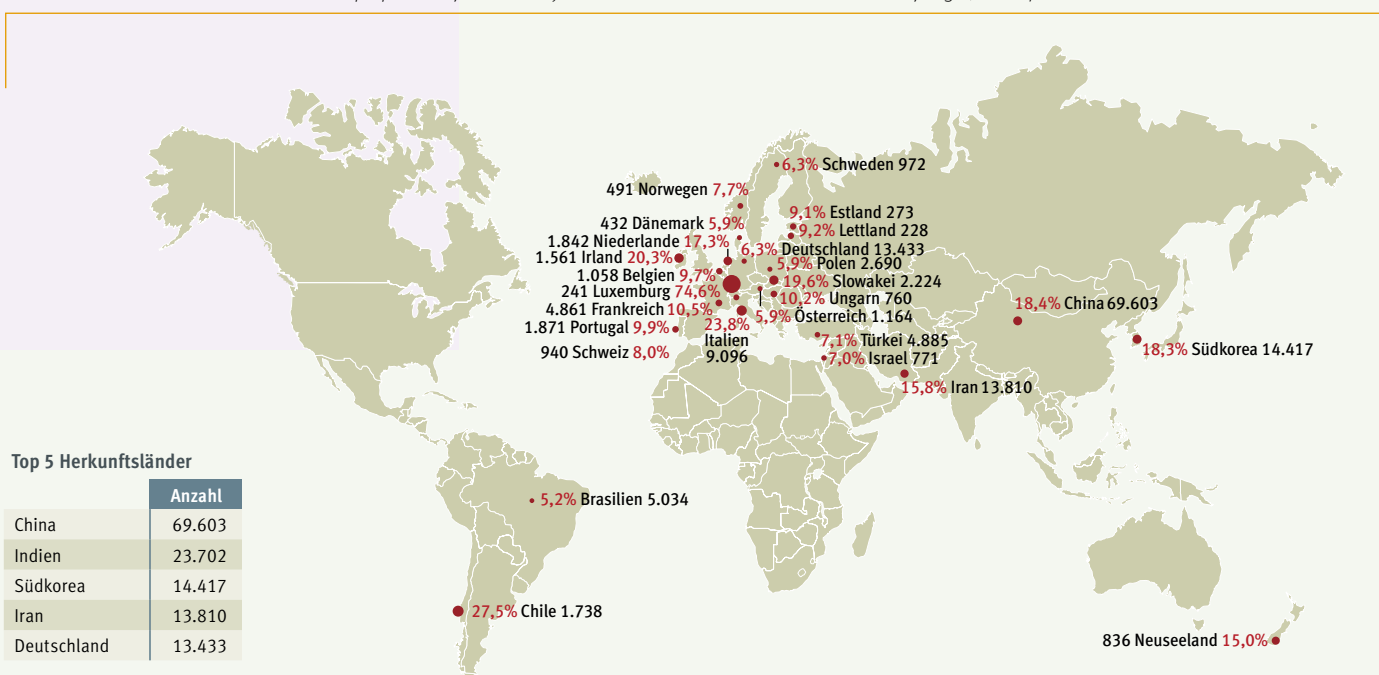 6,3% Schweden 972
491 Norwegen 7,7%
9,1% Estland 273
432 Dänemark 5,9%
9,2% Lettland 228
1.842 Niederlande 17,3%
6,3% Deutschland 13.433
1.561 Irland 20,3%
5,9% Polen 2.690
1.058 Belgien 9,7%
19,6% Slowakei 2.224
241 Luxemburg 74,6%
10,2% Ungarn 760
18,4% China 69.603
4.861 Frankreich 10,5%
5,9% Österreich 1.164
1.871 Portugal 9,9%
23,8%
Italien
9.096
7,1% Türkei 4.885
18,3% Südkorea 14.417
940 Schweiz 8,0%
7,0% Israel 771
15,8% Iran 13.810
Top 5 Herkunftsländer
Anzahl
China 69.603
Indien 23.702
Südkorea 14.417
Iran 13.810
Deutschland 13.433
5,2% Brasilien 5.034
27,5% Chile 1.738
836 Neuseeland 15,0%